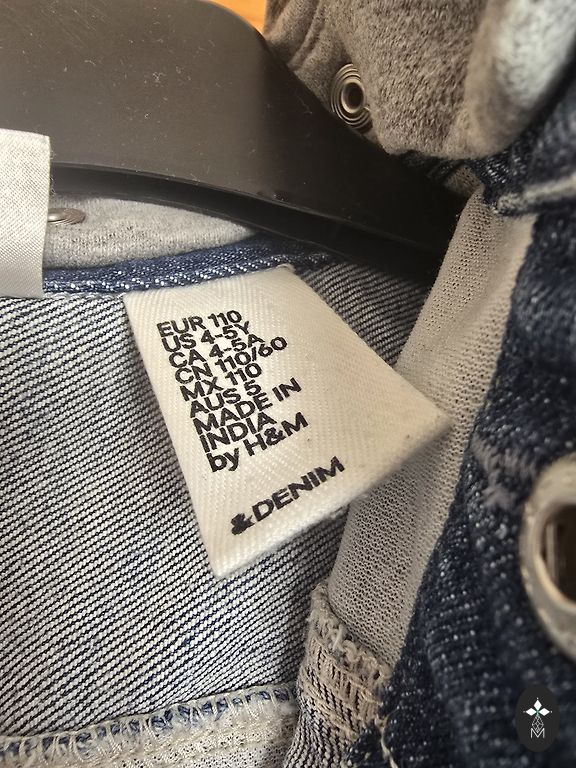 EUR 110
US 4-5Y
CA 4-5A
CN 110/60
MX 110
AUS 5
MADE IN
INDIA
by H&M
&DENIM
M